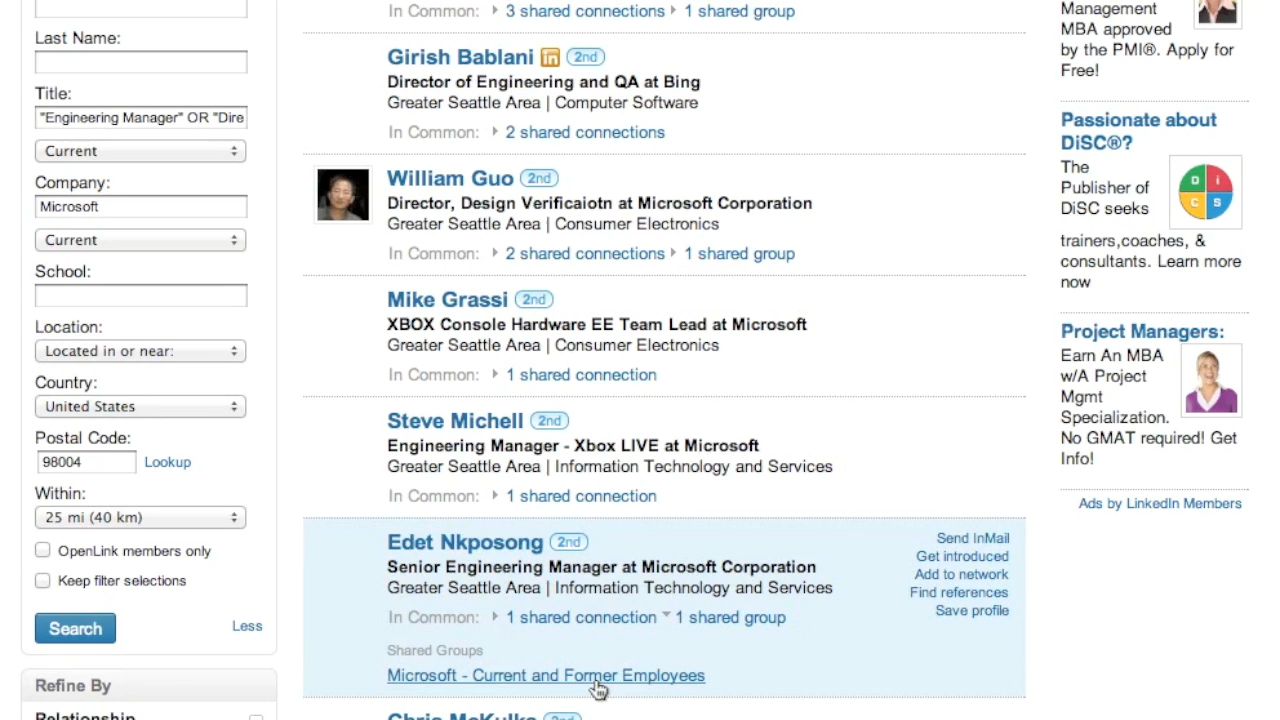 Last Name:
Title:
"Engineering Manager" OR "Dire
Current
Company:
Microsoft
Current
School:
Location:
Located in or near:
Country:
United States
Postal Code:
98004
Lookup
Within:
25 mi (40 km)
OpenLink members only
Keep filter selections
Search
Less
Refine By
Relationship
In Common: 3 shared connections 1 shared group
Girish Bablani in 2nd
Director of Engineering and QA at Bing
Greater Seattle Area | Computer Software
In Common: 2 shared connections
William Guo 2nd
Director, Design Verificaiotn at Microsoft Corporation
Greater Seattle Area | Consumer Electronics
In Common: 2 shared connections 1 shared group
Mike Grassi 2nd
XBOX Console Hardware EE Team Lead at Microsoft
Greater Seattle Area | Consumer Electronics
In Common: 1 shared connection
Steve Michell 2nd
Engineering Manager - Xbox LIVE at Microsoft
Greater Seattle Area | Information Technology and Services
In Common: 1 shared connection
Edet Nkposong 2nd
Senior Engineering Manager at Microsoft Corporation
Greater Seattle Area | Information Technology and Services
In Common: 1 shared connection 1 shared group
Shared Groups
Microsoft - Current and Former Employees
Send InMail
Get introduced
Add to network
Find references
Save profile
Chris McKulka 2nd
Management
MBA approved
by the PMI®. Apply for
Free!
Passionate about
DiSC®?
The
Publisher of
DiSC seeks
D i
C S
trainers,coaches, &
consultants. Learn more
now
Project Managers:
Earn An MBA
w/A Project
Mgmt
Specialization.
No GMAT required! Get
Info!
Ads by LinkedIn Members